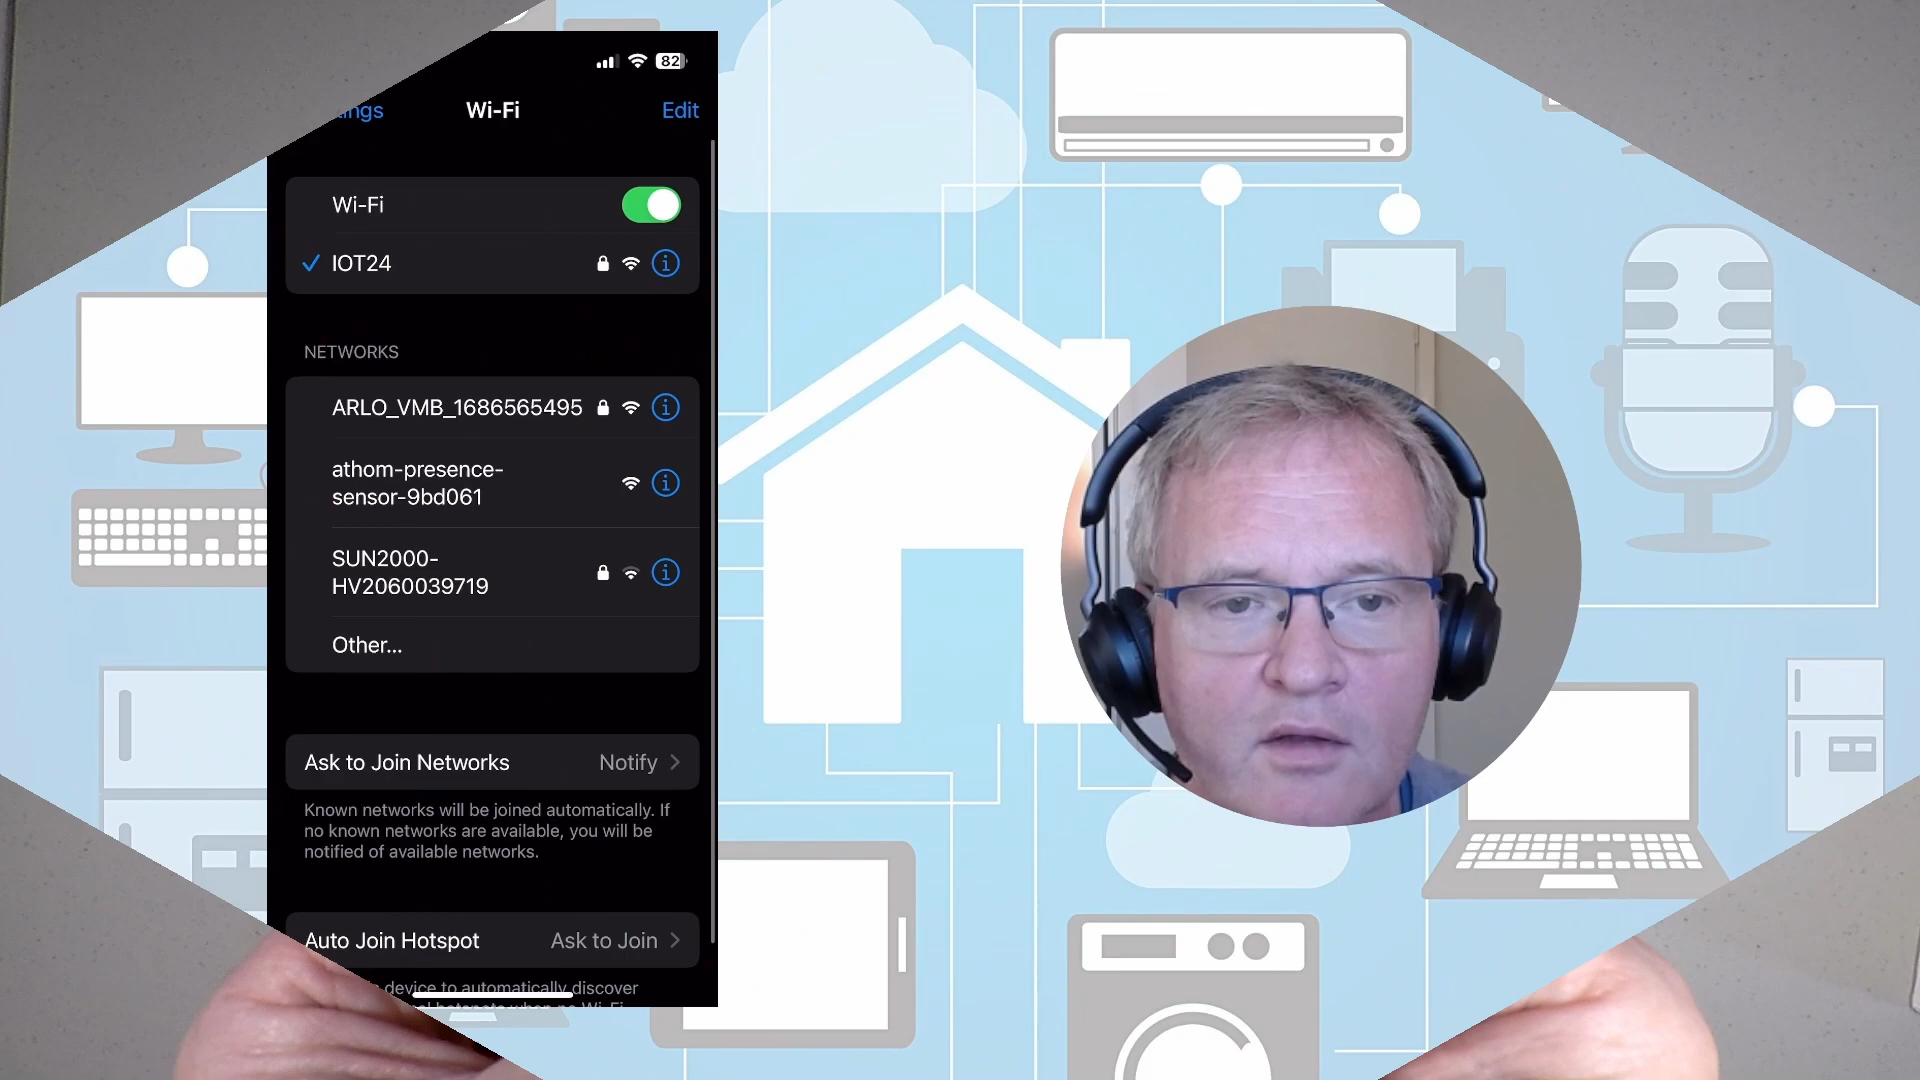 82
Wi-Fi
Edit
Wi-Fi
IOT24
NETWORKS
ARLO_VMB_1686565495
athom-presence-
sensor-9bd061
SUN2000-
HV2060039719
Other...
Ask to Join Networks
Notify
Known networks will be joined automatically. If
no known networks are available, you will be
notified of available networks.
Auto Join Hotspot
Ask to Join
device to automatically discover